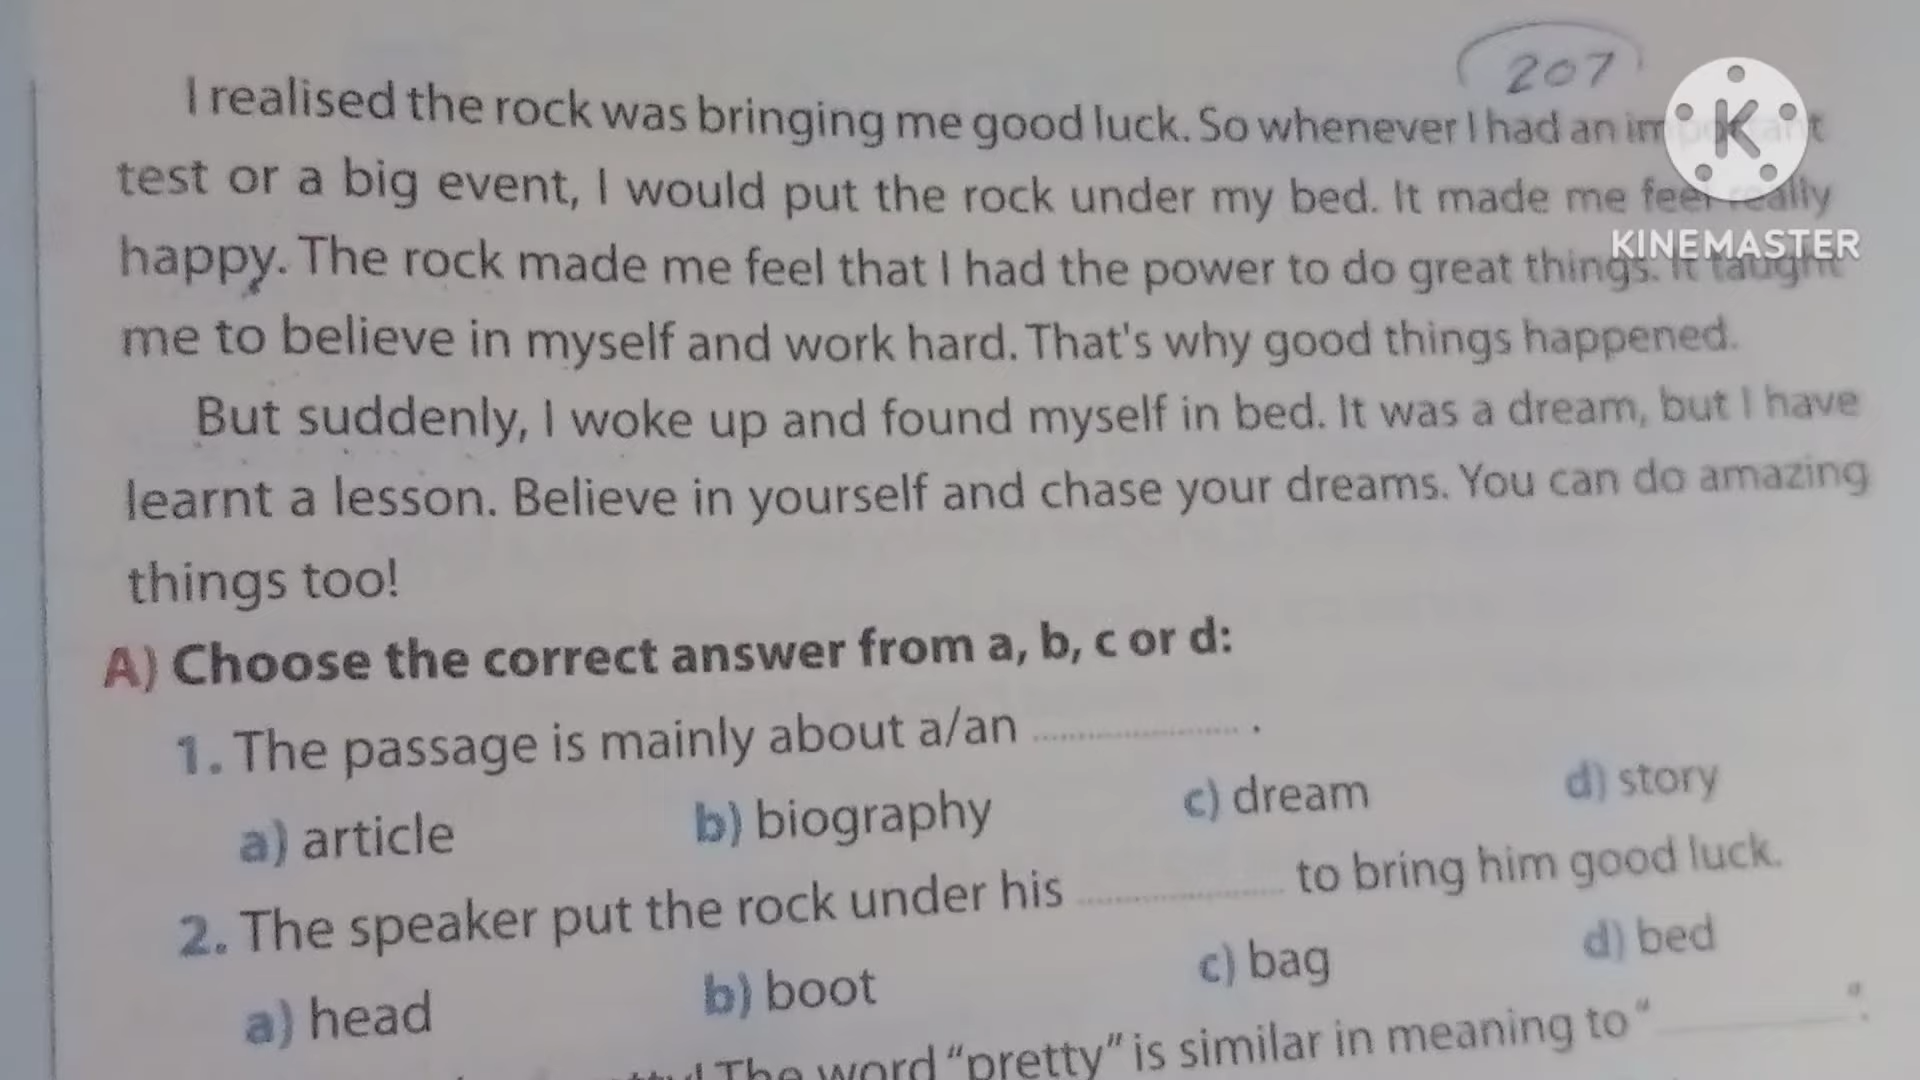 207
I realised the rock was bringing me good luck. So whenever I had an important
test or a big event, I would put the rock under my bed. It made me feel really
happy. The rock made me feel that I had the power to do great things. It taught
me to believe in myself and work hard. That's why good things happened.
But suddenly, I woke up and found myself in bed. It was a dream, but I have
learnt a lesson. Believe in yourself and chase your dreams. You can do amazing
things too!
A) Choose the correct answer from a, b, c or d:
1. The passage is mainly about a/an .................... .
a) article b) biography c) dream d) story
2. The speaker put the rock under his .................... to bring him good luck.
a) head b) boot c) bag d) bed
The word "pretty" is similar in meaning to "............".
K
KINEMASTER